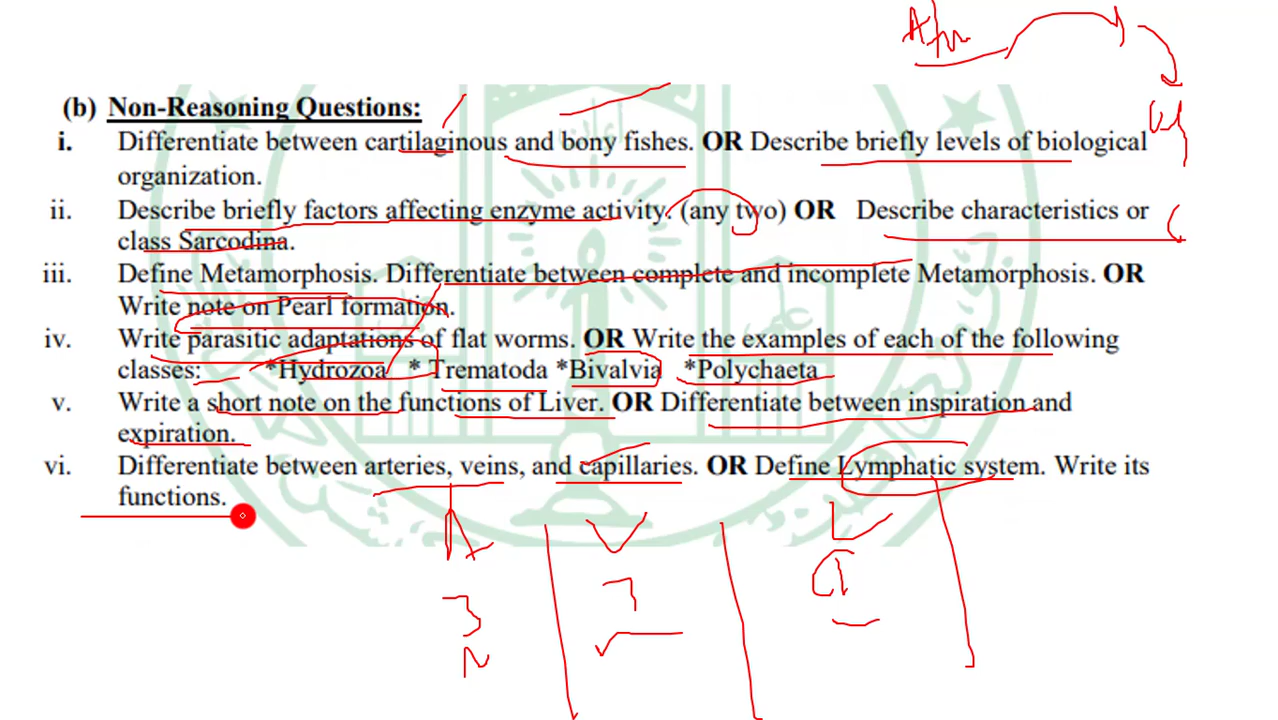 (b) Non-Reasoning Questions:
i. Differentiate between cartilaginous and bony fishes. OR Describe briefly levels of biological
organization.
ii. Describe briefly factors affecting enzyme activity. (any two) OR Describe characteristics or
class Sarcodina.
iii. Define Metamorphosis. Differentiate between complete and incomplete Metamorphosis. OR
Write note on Pearl formation.
iv. Write parasitic adaptations of flat worms. OR Write the examples of each of the following
classes: *Hydrozoa * Trematoda *Bivalvia *Polychaeta
v. Write a short note on the functions of Liver. OR Differentiate between inspiration and
expiration.
vi. Differentiate between arteries, veins, and capillaries. OR Define Lymphatic system. Write its
functions.
3